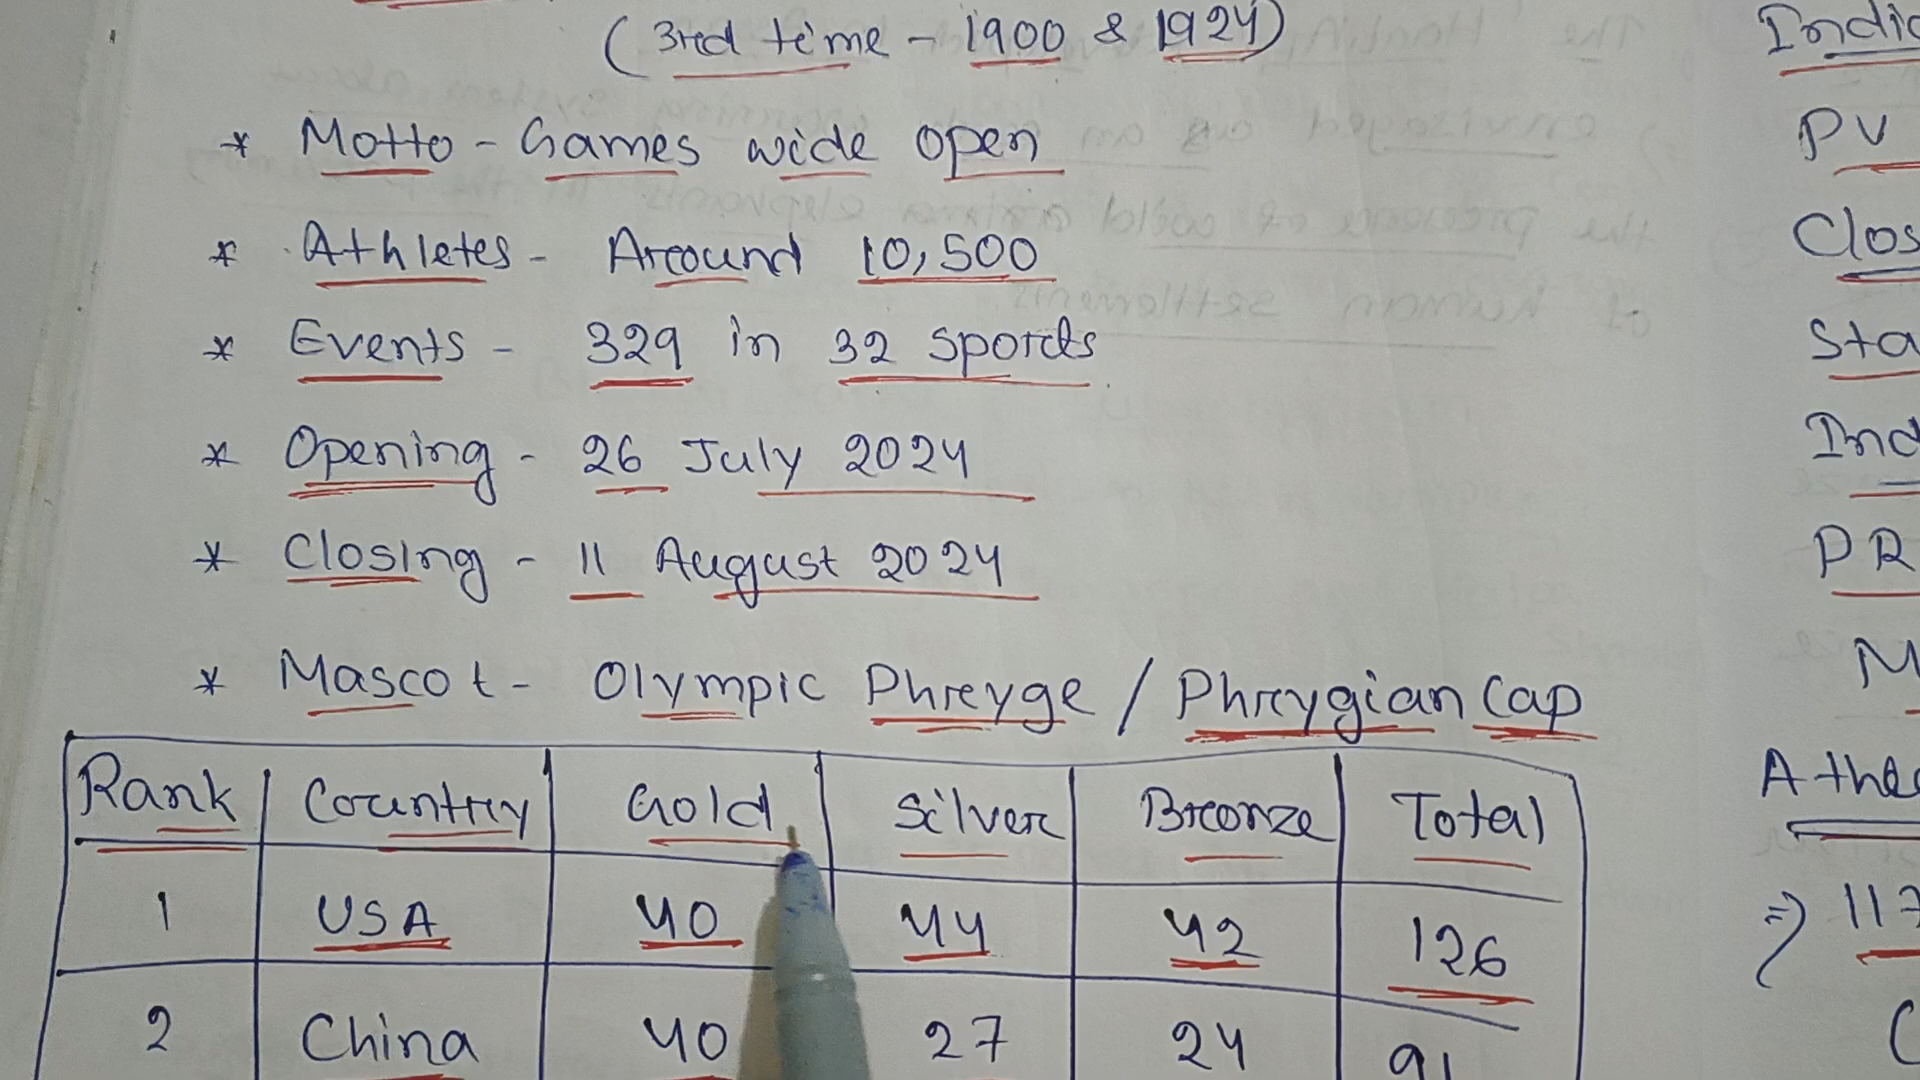 (3rd time - 1900 & 1924)
* Motto - Games wide open
* Athletes - Around 10,500
* Events - 329 in 32 sports
* Opening - 26 July 2024
* Closing - 11 August 2024
* Mascot - Olympic Phryge / Phrygian Cap
Rank Country Gold Silver Bronze Total
1 USA 40 44 42 126
2 China 40 27 24 91
PV
Clos
Sta
Ind
PR
M
⇒ 117